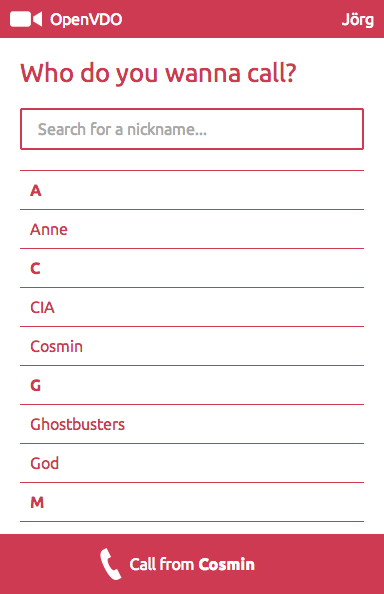 OpenVDO
Jörg
Who do you wanna call?
Search for a nickname...
A
Anne
C
CIA
Cosmin
G
Ghostbusters
God
M
Call from Cosmin